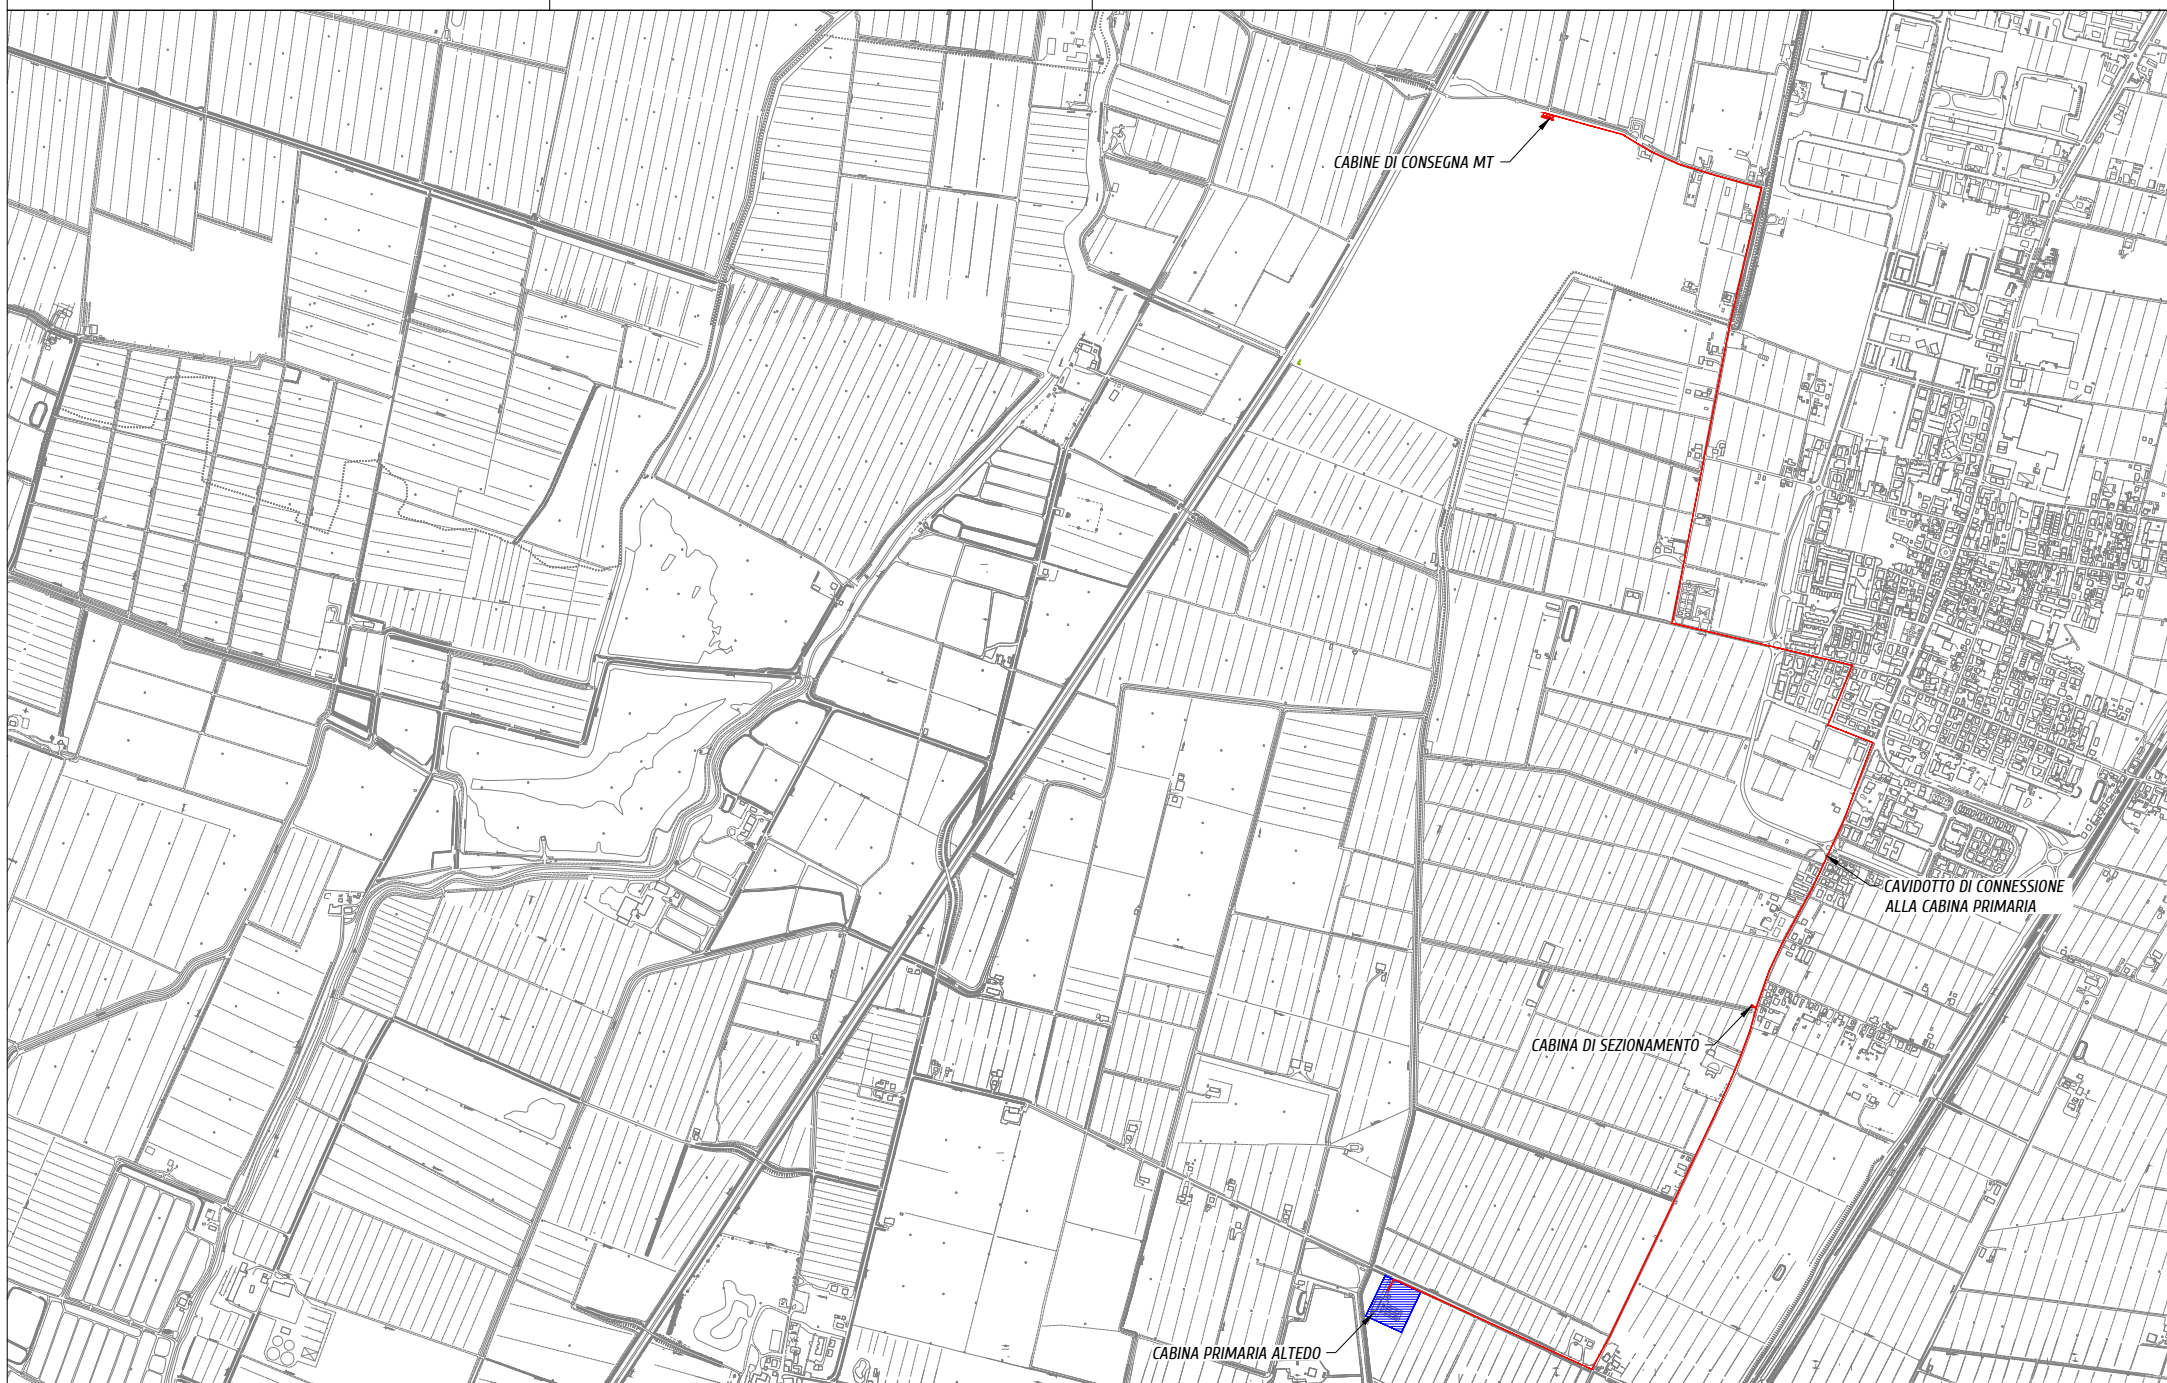 CABINE DI CONSEGNA MT
CAVIDOTTO DI CONNESSIONE
ALLA CABINA PRIMARIA
CABINA DI SEZIONAMENTO
CABINA PRIMARIA ALTEDO